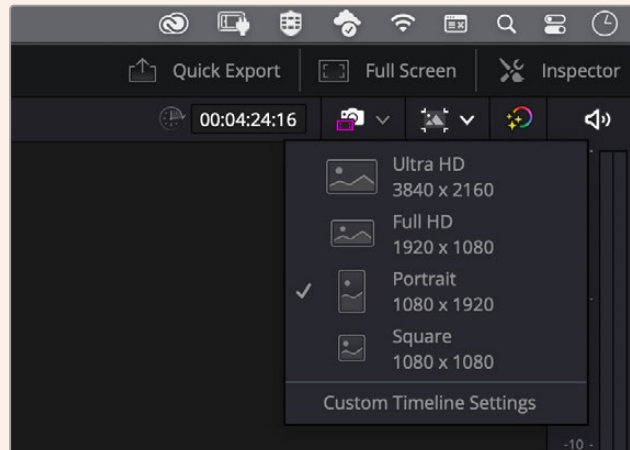 Quick Export
Full Screen
Inspector
00:04:24:16
Ultra HD
3840 x 2160
Full HD
1920 x 1080
Portrait
1080 x 1920
Square
1080 x 1080
Custom Timeline Settings
-10